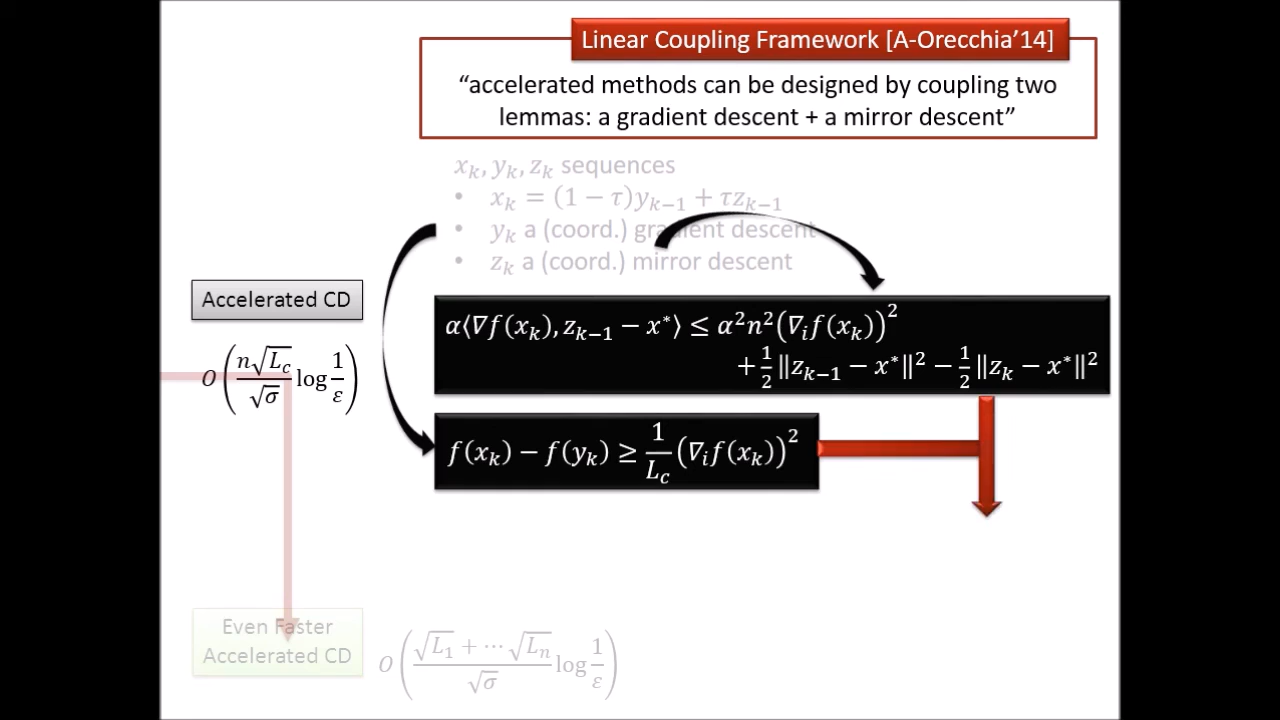 Linear Coupling Framework [A-Orecchia’14]
“accelerated methods can be designed by coupling two
lemmas: a gradient descent + a mirror descent”
x_k, y_k, z_k sequences
• x_k = (1 − τ)y_{k−1} + τz_{k−1}
• y_k a (coord.) gradient descent
• z_k a (coord.) mirror descent
Accelerated CD
O(n√L_c/√σ log 1/ε)
α⟨∇f(x_k), z_{k−1} − x*⟩ ≤ α²n²(∇_i f(x_k))²
+ 1/2 ‖z_{k−1} − x*‖² − 1/2 ‖z_k − x*‖²
f(x_k) − f(y_k) ≥ 1/L_c (∇_i f(x_k))²
Even Faster
Accelerated CD
O(√L_1 + ⋯ √L_n/√σ log 1/ε)